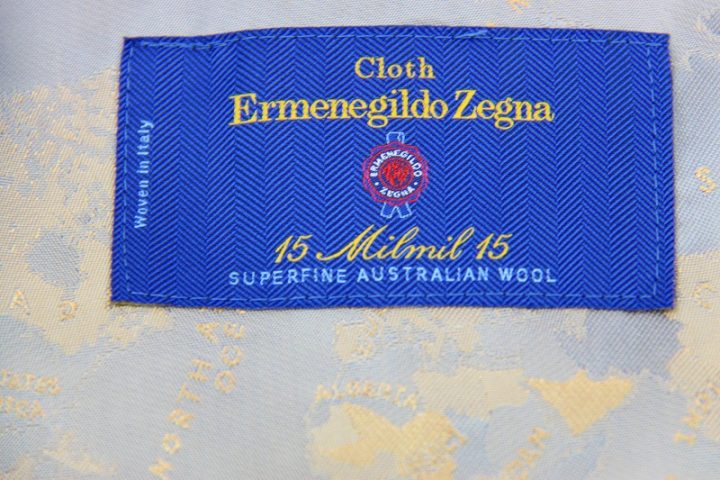 Cloth
Ermenegildo Zegna
Woven in Italy
ERMENEGILDO
ZEGNA
15 Milmil 15
SUPERFINE AUSTRALIAN WOOL
NORTH
ALGERIA